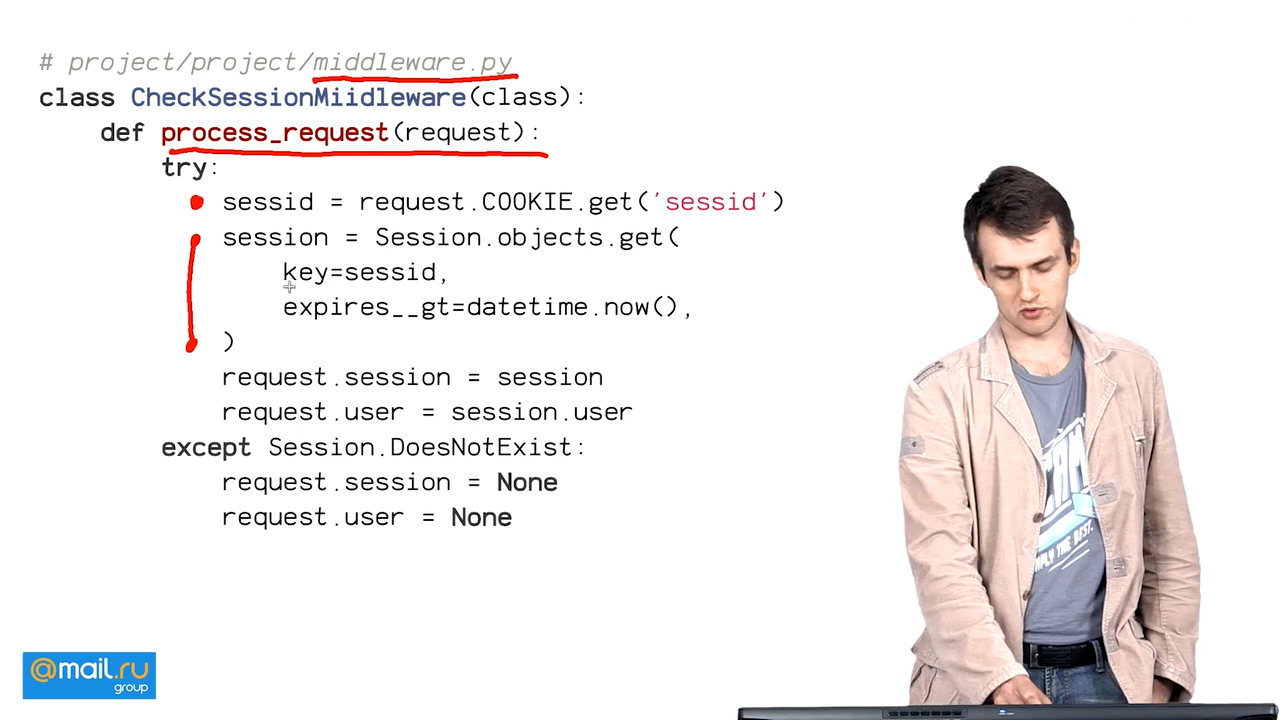 # project/project/middleware.py
class CheckSessionMiidleware(class):
    def process_request(request):
        try:
            sessid = request.COOKIE.get('sessid')
            session = Session.objects.get(
                key=sessid,
                expires__gt=datetime.now(),
            )
            request.session = session
            request.user = session.user
        except Session.DoesNotExist:
            request.session = None
            request.user = None
THE BEST.
@mail.ru
group